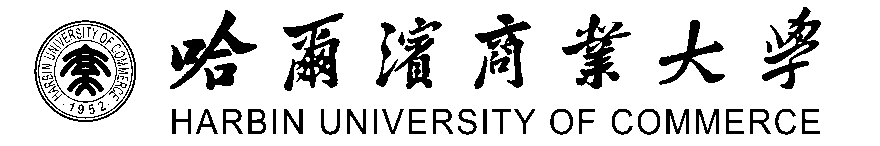 哈爾濱商業大學
HARBIN UNIVERSITY OF COMMERCE
HARBIN UNIVERSITY OF COMMERCE
1952